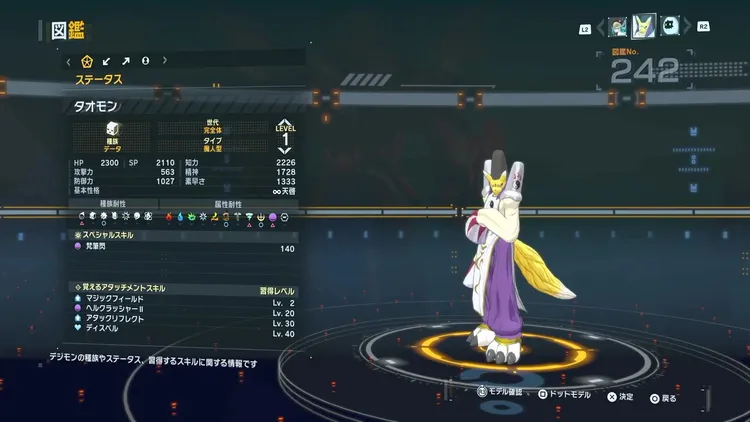 図鑑
L2
R2
図鑑No.
242
ステータス
タオモン
種族
データ
世代
完全体
タイプ
魔人型
LEVEL
1
HP 2300 SP 2110 知力 2226
攻撃力 563 精神 1728
防御力 1027 素早さ 1333
基本性格 天啓
種族耐性 属性耐性
スペシャルスキル
梵筆閃 140
覚えるアタッチメントスキル 習得レベル
マジックフィールド Lv. 2
ヘルクラッシャーII Lv. 20
アタックリフレクト Lv. 30
ディスペル Lv. 40
デジモンの種族やステータス、習得するスキルに関する情報です
R3 モデル確認 ドットモデル 決定 戻る